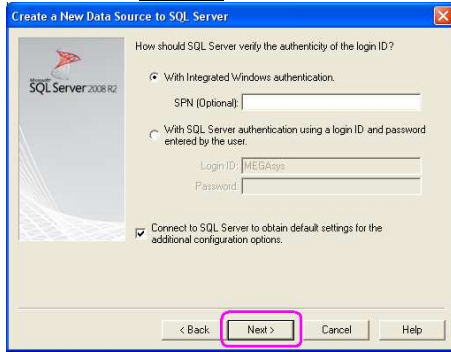 Create a New Data Source to SQL Server
How should SQL Server verify the authenticity of the login ID?
Microsoft
SQL Server 2008 R2
With Integrated Windows authentication.
SPN (Optional):
With SQL Server authentication using a login ID and password
entered by the user.
Login ID: MEGAsys
Password:
Connect to SQL Server to obtain default settings for the
additional configuration options.
< Back Next > Cancel Help